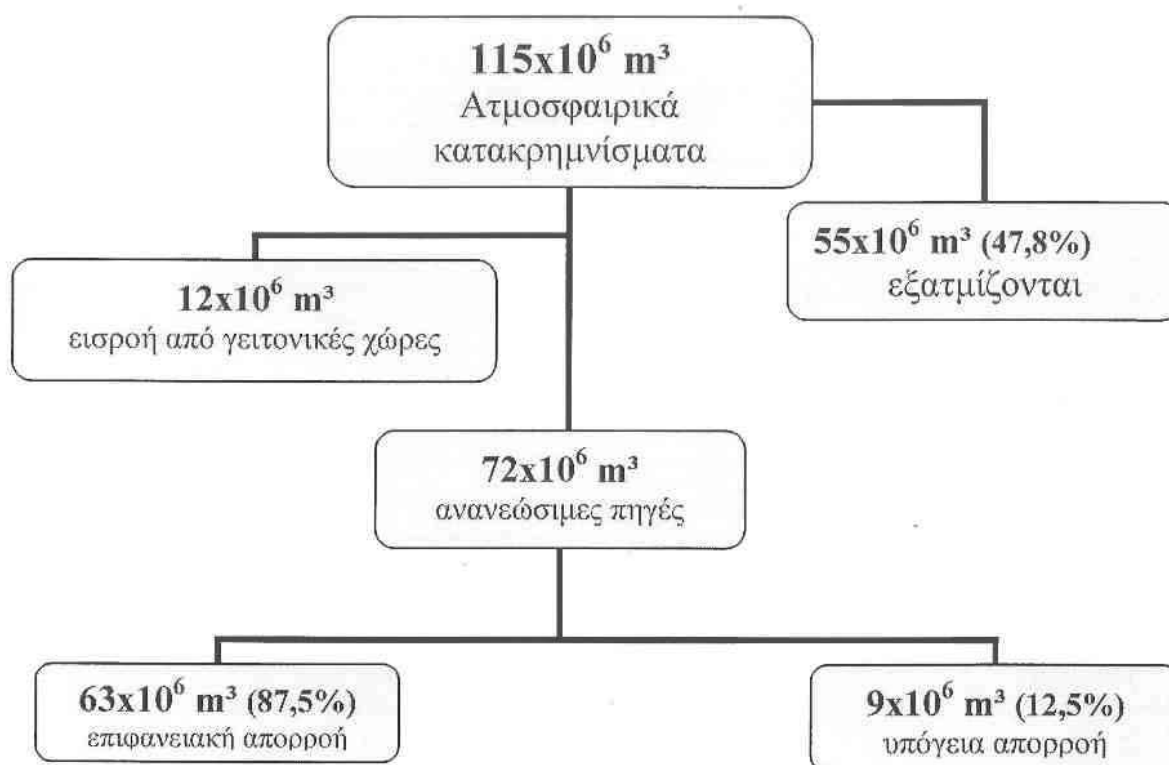 115x10⁶ m³
Ατμοσφαιρικά
κατακρημνίσματα
55x10⁶ m³ (47,8%)
εξατμίζονται
12x10⁶ m³
εισροή από γειτονικές χώρες
72x10⁶ m³
ανανεώσιμες πηγές
63x10⁶ m³ (87,5%)
επιφανειακή απορροή
9x10⁶ m³ (12,5%)
υπόγεια απορροή